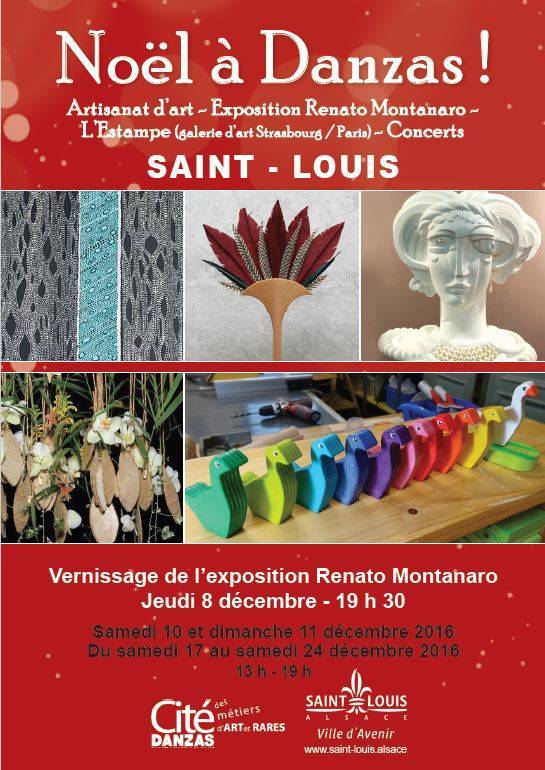 Noël à Danzas !
Artisanat d'art ~ Exposition Renato Montanaro ~
L'Estampe (galerie d'art Strasbourg / Paris) ~ Concerts
SAINT - LOUIS
Vernissage de l'exposition Renato Montanaro
Jeudi 8 décembre - 19 h 30
Samedi 10 et dimanche 11 décembre 2016
Du samedi 17 au samedi 24 décembre 2016
13 h - 19 h
Cité des métiers d'ART et RARES
DANZAS
SAINT LOUIS
ALSACE
Ville d'Avenir
www.saint-louis.alsace